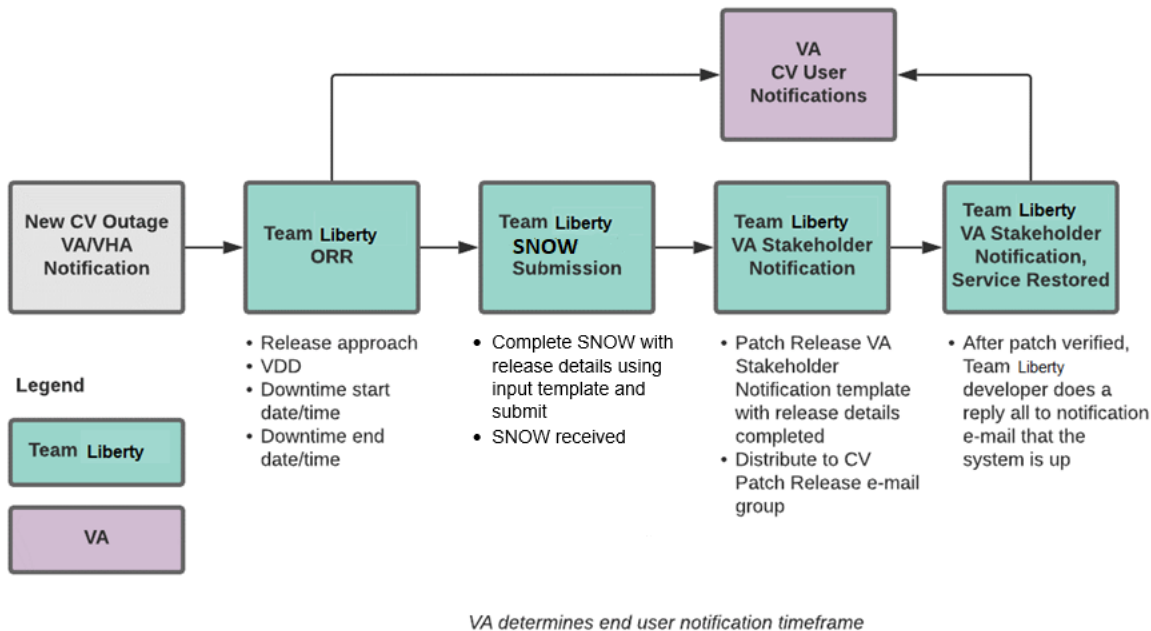 VA
CV User
Notifications
New CV Outage
VA/VHA
Notification
Team Liberty
ORR
Team Liberty
SNOW
Submission
Team Liberty
VA Stakeholder
Notification
Team Liberty
VA Stakeholder
Notification,
Service Restored
• Release approach
• VDD
• Downtime start
date/time
• Downtime end
date/time
• Complete SNOW with
release details using
input template and
submit
• SNOW received
• Patch Release VA
Stakeholder
Notification template
with release details
completed
• Distribute to CV
Patch Release e-mail
group
• After patch verified,
Team Liberty
developer does a
reply all to notification
e-mail that the
system is up
Legend
Team Liberty
VA
VA determines end user notification timeframe